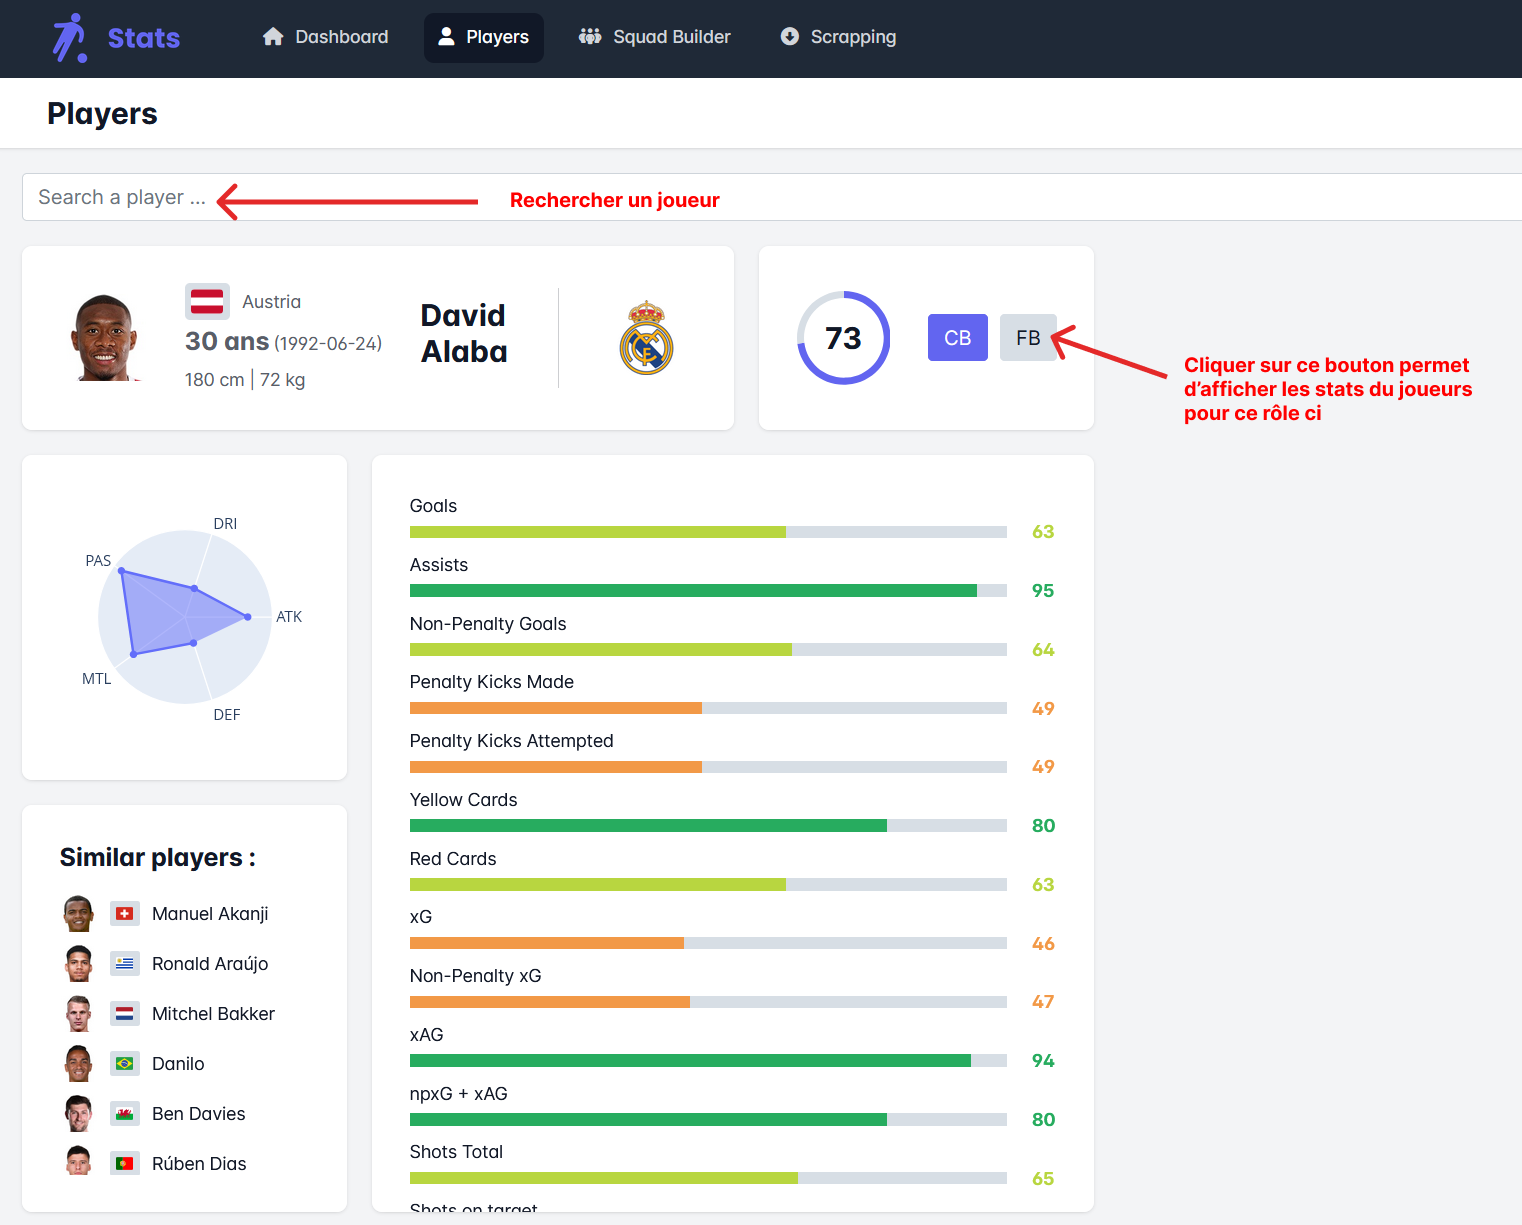 Stats
Dashboard
Players
Squad Builder
Scrapping
Players
Search a player ...
Rechercher un joueur
Austria
30 ans (1992-06-24)
180 cm | 72 kg
David
Alaba
73
CB
FB
Cliquer sur ce bouton permet
d’afficher les stats du joueurs
pour ce rôle ci
DRI
PAS
ATK
MTL
DEF
Goals
63
Assists
95
Non-Penalty Goals
64
Penalty Kicks Made
49
Penalty Kicks Attempted
49
Yellow Cards
80
Red Cards
63
xG
46
Non-Penalty xG
47
xAG
94
npxG + xAG
80
Shots Total
65
Shots on target
Similar players :
Manuel Akanji
Ronald Araújo
Mitchel Bakker
Danilo
Ben Davies
Rúben Dias